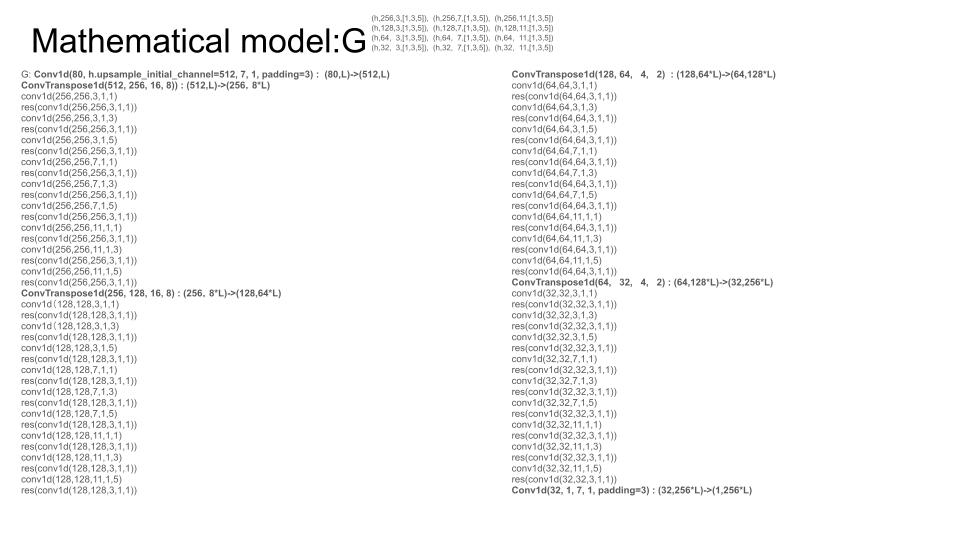 Mathematical model:G
(h,256,3,[1,3,5]), (h,256,7,[1,3,5]), (h,256,11,[1,3,5])
(h,128,3,[1,3,5]), (h,128,7,[1,3,5]), (h,128,11,[1,3,5])
(h,64, 3,[1,3,5]), (h,64, 7,[1,3,5]), (h,64, 11,[1,3,5])
(h,32, 3,[1,3,5]), (h,32, 7,[1,3,5]), (h,32, 11,[1,3,5])
G: Conv1d(80, h.upsample_initial_channel=512, 7, 1, padding=3) : (80,L)->(512,L)
ConvTranspose1d(512, 256, 16, 8)) : (512,L)->(256, 8*L)
conv1d(256,256,3,1,1)
res(conv1d(256,256,3,1,1))
conv1d(256,256,3,1,3)
res(conv1d(256,256,3,1,1))
conv1d(256,256,3,1,5)
res(conv1d(256,256,3,1,1))
conv1d(256,256,7,1,1)
res(conv1d(256,256,3,1,1))
conv1d(256,256,7,1,3)
res(conv1d(256,256,3,1,1))
conv1d(256,256,7,1,5)
res(conv1d(256,256,3,1,1))
conv1d(256,256,11,1,1)
res(conv1d(256,256,3,1,1))
conv1d(256,256,11,1,3)
res(conv1d(256,256,3,1,1))
conv1d(256,256,11,1,5)
res(conv1d(256,256,3,1,1))
ConvTranspose1d(256, 128, 16, 8) : (256, 8*L)->(128,64*L)
conv1d（128,128,3,1,1)
res(conv1d(128,128,3,1,1))
conv1d（128,128,3,1,3)
res(conv1d(128,128,3,1,1))
conv1d(128,128,3,1,5)
res(conv1d(128,128,3,1,1))
conv1d(128,128,7,1,1)
res(conv1d(128,128,3,1,1))
conv1d(128,128,7,1,3)
res(conv1d(128,128,3,1,1))
conv1d(128,128,7,1,5)
res(conv1d(128,128,3,1,1))
conv1d(128,128,11,1,1)
res(conv1d(128,128,3,1,1))
conv1d(128,128,11,1,3)
res(conv1d(128,128,3,1,1))
conv1d(128,128,11,1,5)
res(conv1d(128,128,3,1,1))
ConvTranspose1d(128, 64, 4, 2) : (128,64*L)->(64,128*L)
conv1d(64,64,3,1,1)
res(conv1d(64,64,3,1,1))
conv1d(64,64,3,1,3)
res(conv1d(64,64,3,1,1))
conv1d(64,64,3,1,5)
res(conv1d(64,64,3,1,1))
conv1d(64,64,7,1,1)
res(conv1d(64,64,3,1,1))
conv1d(64,64,7,1,3)
res(conv1d(64,64,3,1,1))
conv1d(64,64,7,1,5)
res(conv1d(64,64,3,1,1))
conv1d(64,64,11,1,1)
res(conv1d(64,64,3,1,1))
conv1d(64,64,11,1,3)
res(conv1d(64,64,3,1,1))
conv1d(64,64,11,1,5)
res(conv1d(64,64,3,1,1))
ConvTranspose1d(64, 32, 4, 2) : (64,128*L)->(32,256*L)
conv1d(32,32,3,1,1)
res(conv1d(32,32,3,1,1))
conv1d(32,32,3,1,3)
res(conv1d(32,32,3,1,1))
conv1d(32,32,3,1,5)
res(conv1d(32,32,3,1,1))
conv1d(32,32,7,1,1)
res(conv1d(32,32,3,1,1))
conv1d(32,32,7,1,3)
res(conv1d(32,32,3,1,1))
conv1d(32,32,7,1,5)
res(conv1d(32,32,3,1,1))
conv1d(32,32,11,1,1)
res(conv1d(32,32,3,1,1))
conv1d(32,32,11,1,3)
res(conv1d(32,32,3,1,1))
conv1d(32,32,11,1,5)
res(conv1d(32,32,3,1,1))
Conv1d(32, 1, 7, 1, padding=3) : (32,256*L)->(1,256*L)